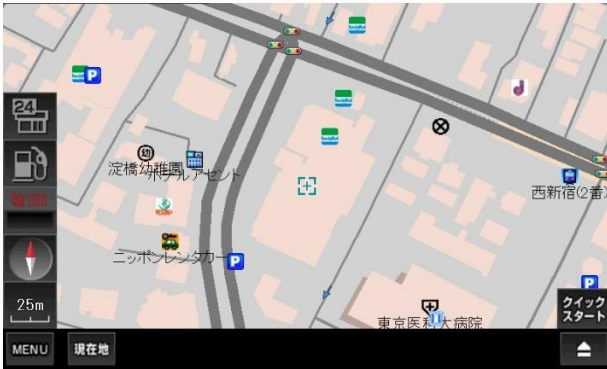 P
24
幼
淀橋幼稚園
ホテルアセント
西新宿(2番)
ニッポンレンタカー
P
P
25m
クイック
スタート
東京医科大病院
MENU
現在地